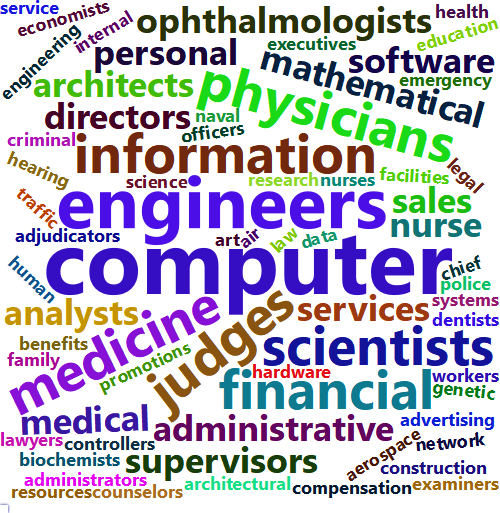 service
economists
internal
engineering
ophthalmologists
health
education
executives
personal
mathematical
software
emergency
architects
physicians
directors
naval
officers
criminal
information
hearing
science
research
nurses
facilities
legal
traffic
engineers
sales
nurse
adjudicators
art
air
law
data
human
computer
chief
police
systems
analysts
medicine
judges
services
dentists
benefits
family
promotions
scientists
hardware
workers
genetic
financial
medical
administrative
advertising
lawyers
controllers
aerospace
network
biochemists
supervisors
construction
administrators
architectural
compensation
examiners
resources
counselors